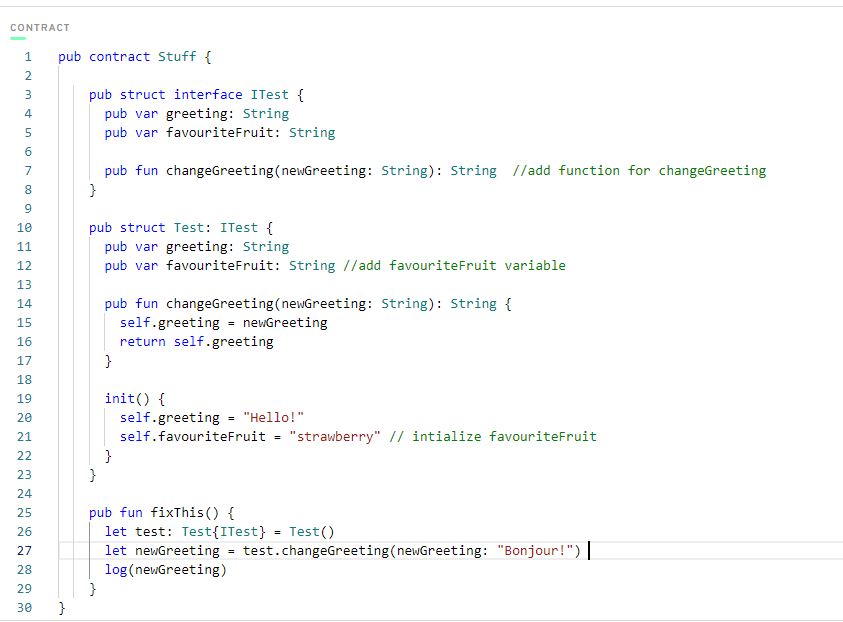 CONTRACT
1 pub contract Stuff {
2
3 pub struct interface ITest {
4 pub var greeting: String
5 pub var favouriteFruit: String
6
7 pub fun changeGreeting(newGreeting: String): String //add function for changeGreeting
8 }
9
10 pub struct Test: ITest {
11 pub var greeting: String
12 pub var favouriteFruit: String //add favouriteFruit variable
13
14 pub fun changeGreeting(newGreeting: String): String {
15 self.greeting = newGreeting
16 return self.greeting
17 }
18
19 init() {
20 self.greeting = "Hello!"
21 self.favouriteFruit = "strawberry" // intialize favouriteFruit
22 }
23 }
24
25 pub fun fixThis() {
26 let test: Test{ITest} = Test()
27 let newGreeting = test.changeGreeting(newGreeting: "Bonjour!")
28 log(newGreeting)
29 }
30 }